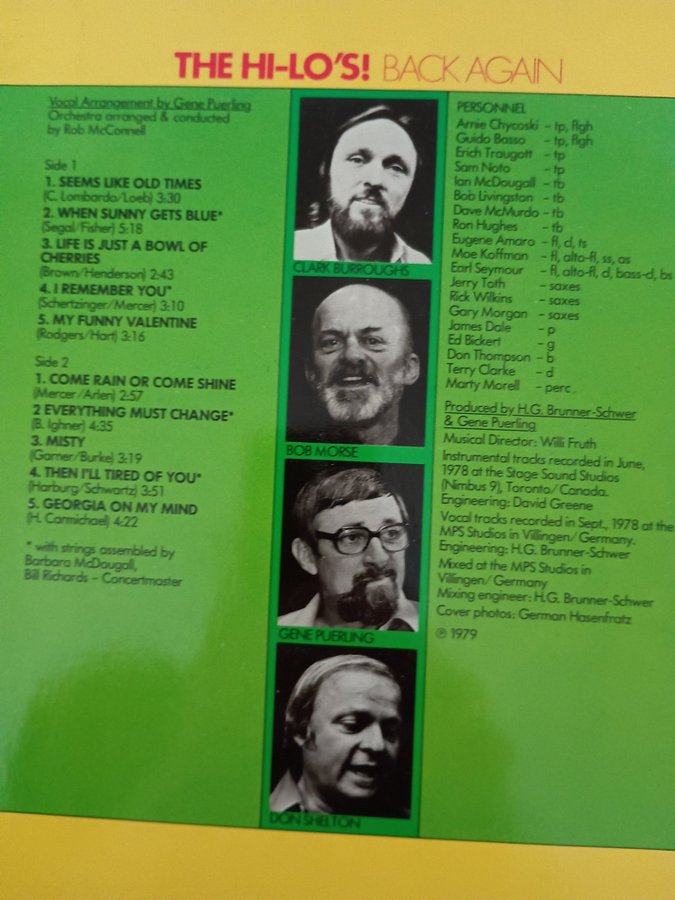 THE HI-LO'S! BACK AGAIN
Vocal Arrangement by Gene Puerling
Orchestra arranged & conducted
by Rob McConnell
Side 1
1. SEEMS LIKE OLD TIMES
(C. Lombardo/Loeb) 3:30
2. WHEN SUNNY GETS BLUE*
(Segal/Fisher) 5:18
3. LIFE IS JUST A BOWL OF
CHERRIES
(Brown/Henderson) 2:43
4. I REMEMBER YOU*
(Schertzinger/Mercer) 3:10
5. MY FUNNY VALENTINE
(Rodgers/Hart) 3:16
Side 2
1. COME RAIN OR COME SHINE
(Mercer/Arlen) 2:57
2 EVERYTHING MUST CHANGE*
(B. Ighner) 4:35
3. MISTY
(Garner/Burke) 3:19
4. THEN I'LL TIRED OF YOU*
(Harburg/Schwartz) 3:51
5. GEORGIA ON MY MIND
(H. Carmichael) 4:22
* with strings assembled by
Barbara McDougall,
Bill Richards – Concertmaster
CLARK BURROUGHS
BOB MORSE
GENE PUERLING
DON SHELTON
PERSONNEL
Arnie Chycoski – tp, flgh
Guido Basso – tp, flgh
Erich Traugott – tp
Sam Noto – tp
Ian McDougall – tb
Bob Livingston – tb
Dave McMurdo – tb
Ron Hughes – tb
Eugene Amaro – fl, cl, ts
Moe Koffman – fl, alto-fl, ss, as
Earl Seymour – fl, alto-fl, cl, bass-cl, bs
Jerry Toth – saxes
Rick Wilkins – saxes
Gary Morgan – saxes
James Dale – p
Ed Bickert – g
Don Thompson – b
Terry Clarke – d
Marty Morell – perc.
Produced by H.G. Brunner-Schwer
& Gene Puerling
Musical Director: Willi Fruth
Instrumental tracks recorded in June,
1978 at the Stage Sound Studios
(Nimbus 9), Toronto/Canada.
Engineering: David Greene
Vocal tracks recorded in Sept., 1978 at the
MPS Studios in Villingen/Germany.
Engineering: H.G. Brunner-Schwer
Mixed at the MPS Studios in
Villingen/Germany
Mixing engineer: H.G. Brunner-Schwer
Cover photos: German Hasenfratz
℗ 1979